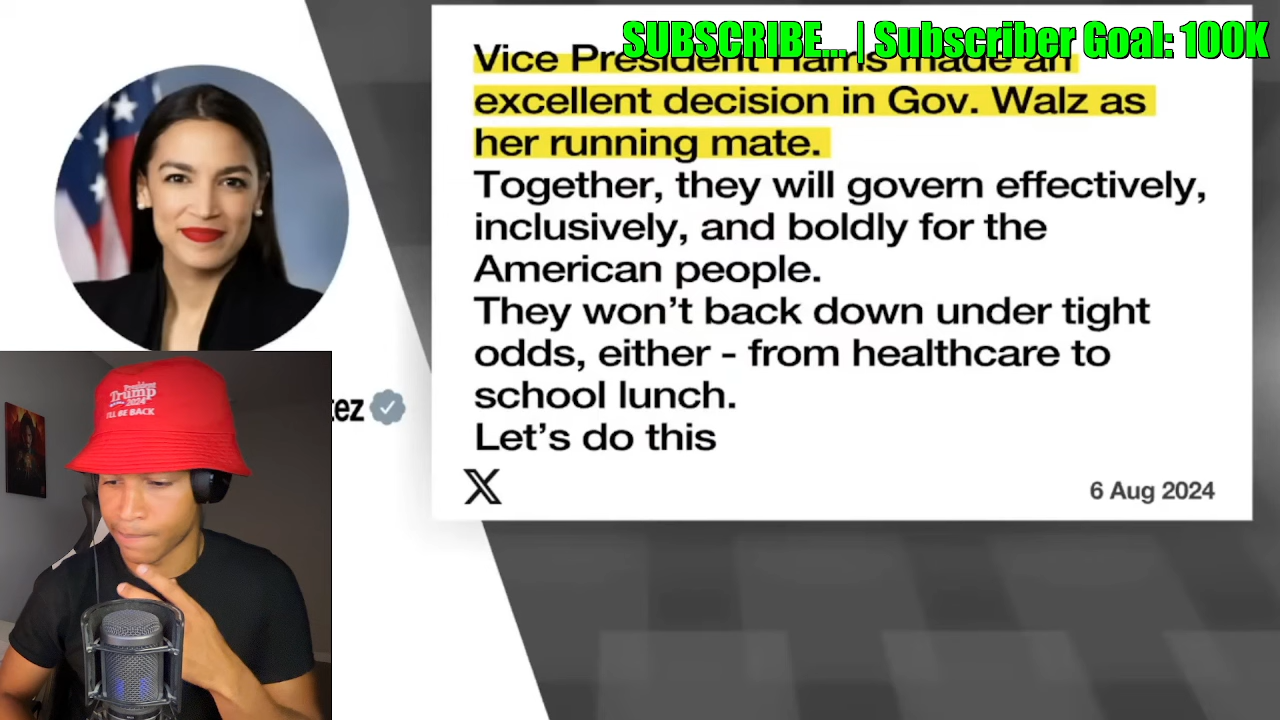 SUBSCRIBE... | Subscriber Goal: 100K
Vice President Harris made an
excellent decision in Gov. Walz as
her running mate.
Together, they will govern effectively,
inclusively, and boldly for the
American people.
They won't back down under tight
odds, either - from healthcare to
school lunch.
Let's do this
6 Aug 2024
tez
President
Trump
2024
I'LL BE BACK